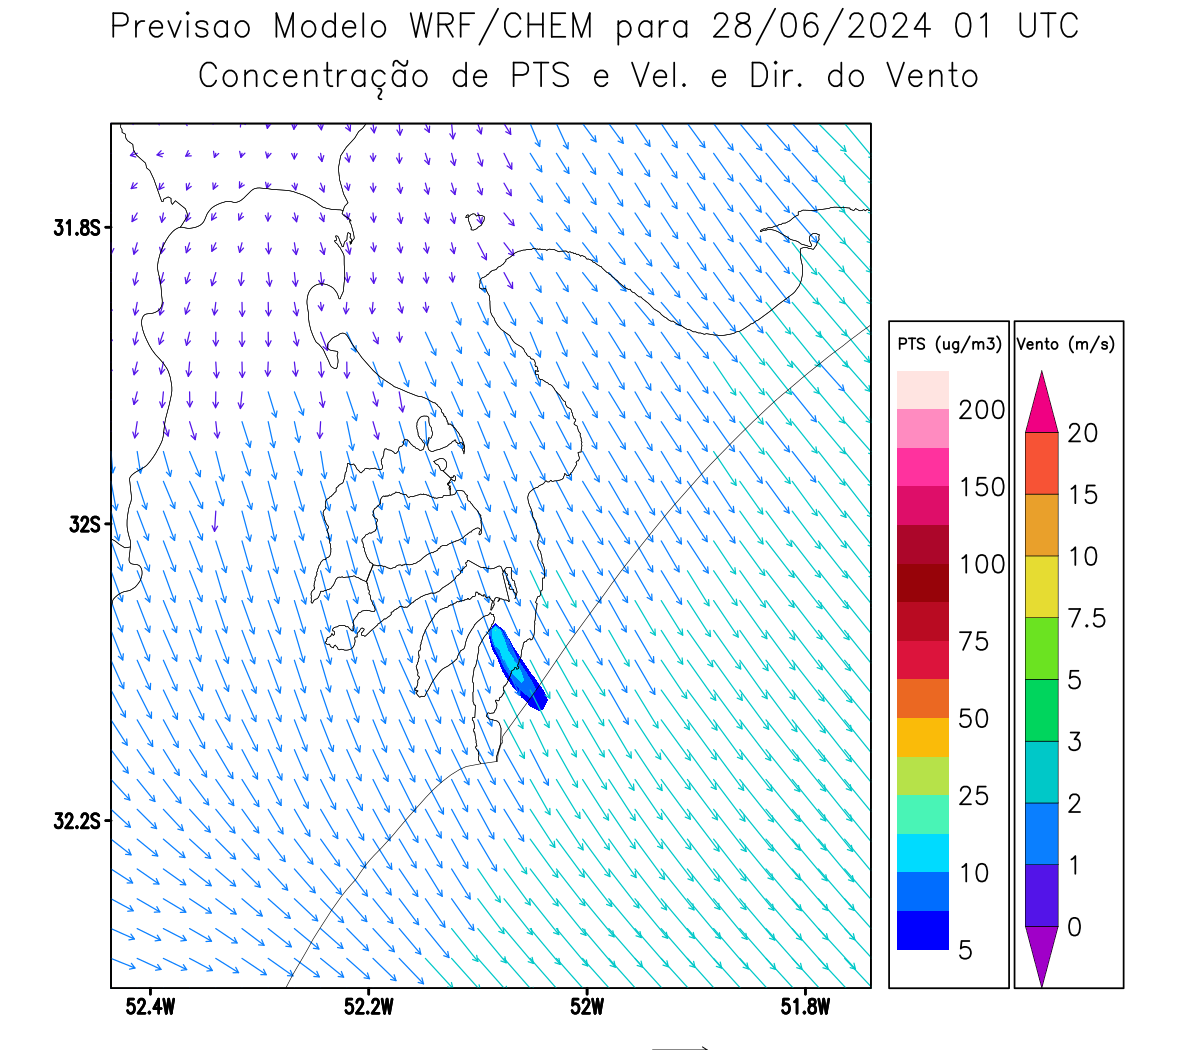 Previsao Modelo WRF/CHEM para 28/06/2024 01 UTC
Concentração de PTS e Vel. e Dir. do Vento
31.8S
32S
32.2S
52.4W 52.2W 52W 51.8W
PTS (ug/m3)
200
150
100
75
50
25
10
5
Vento (m/s)
20
15
10
7.5
5
3
2
1
0